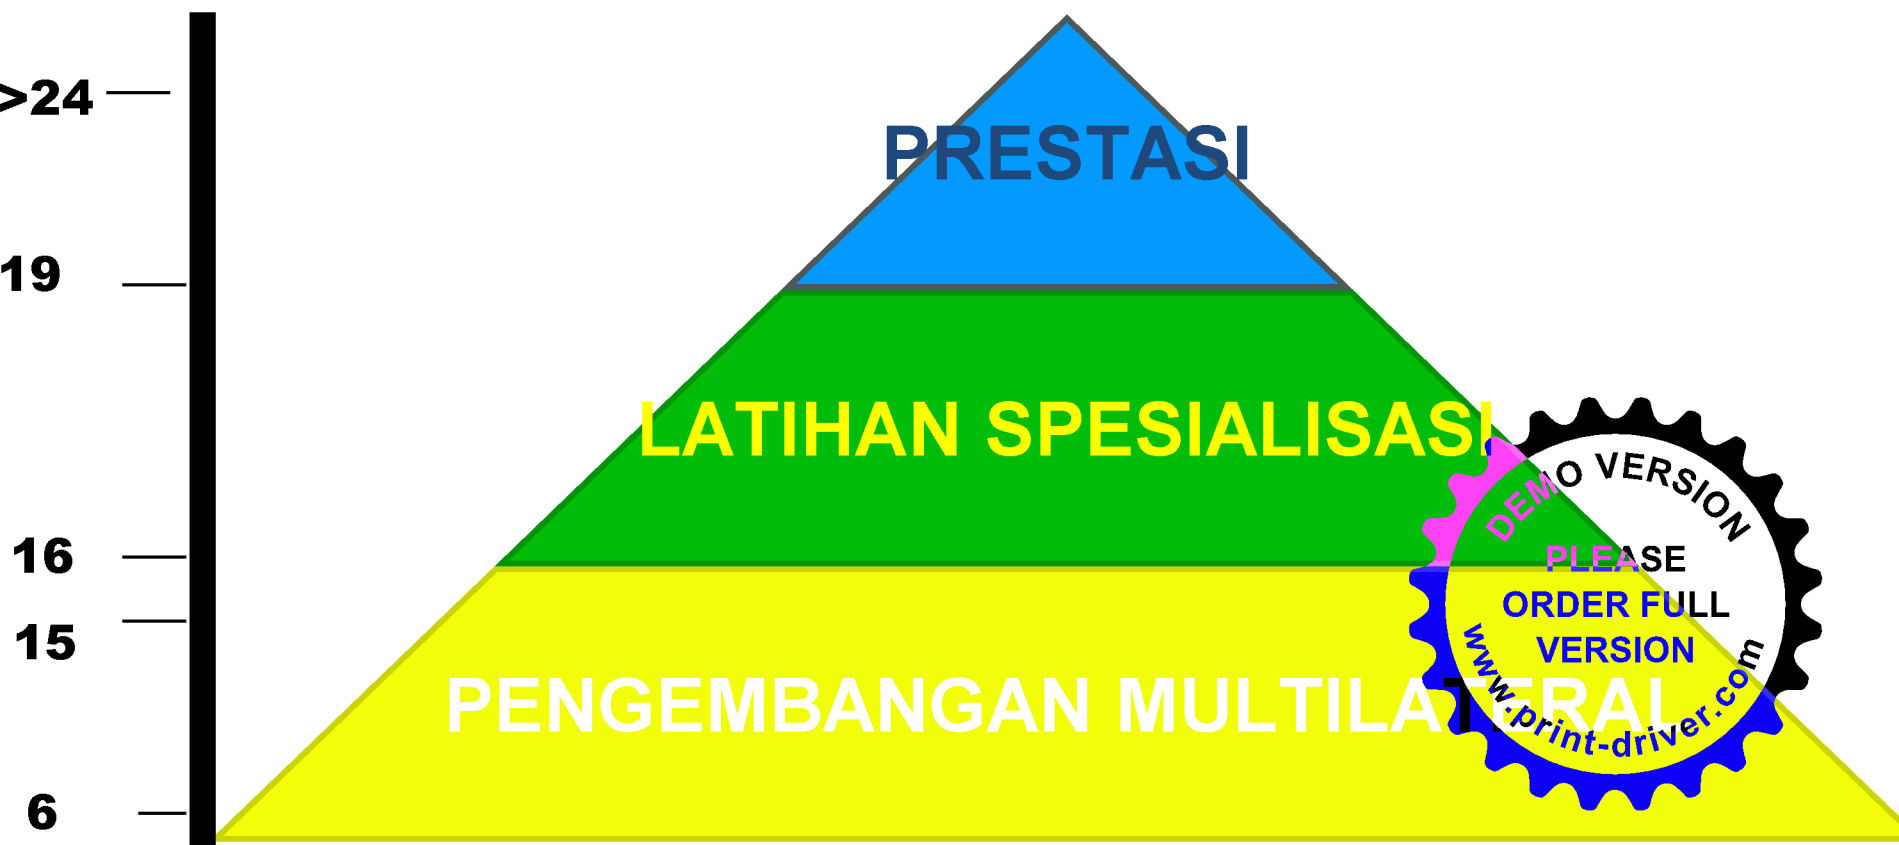 >24
PRESTASI
19
LATIHAN SPESIALISASI
DEMO VERSION
16
PLEASE
ORDER FULL
VERSION
www.print-driver.com
15
PENGEMBANGAN MULTILATERAL
6